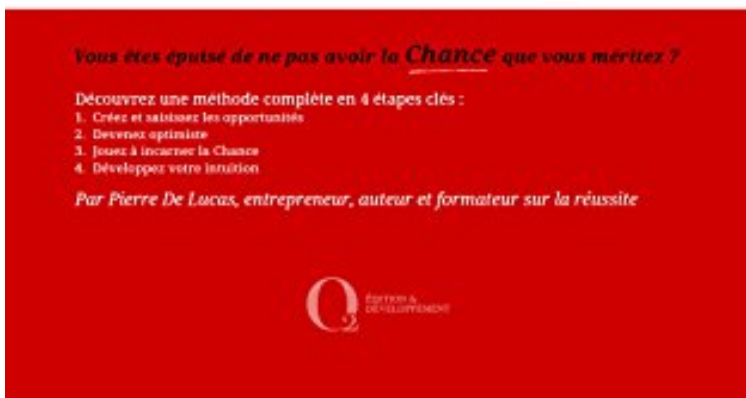 Vous êtes épuisé de ne pas avoir la Chance que vous méritez ?
Découvrez une méthode complète en 4 étapes clés :
1. Créez et saisissez les opportunités
2. Devenez optimiste
3. Jouez à incarner la Chance
4. Développez votre intuition
Par Pierre De Lucas, entrepreneur, auteur et formateur sur la réussite
O2 ÉDITION &
DÉVELOPPEMENT